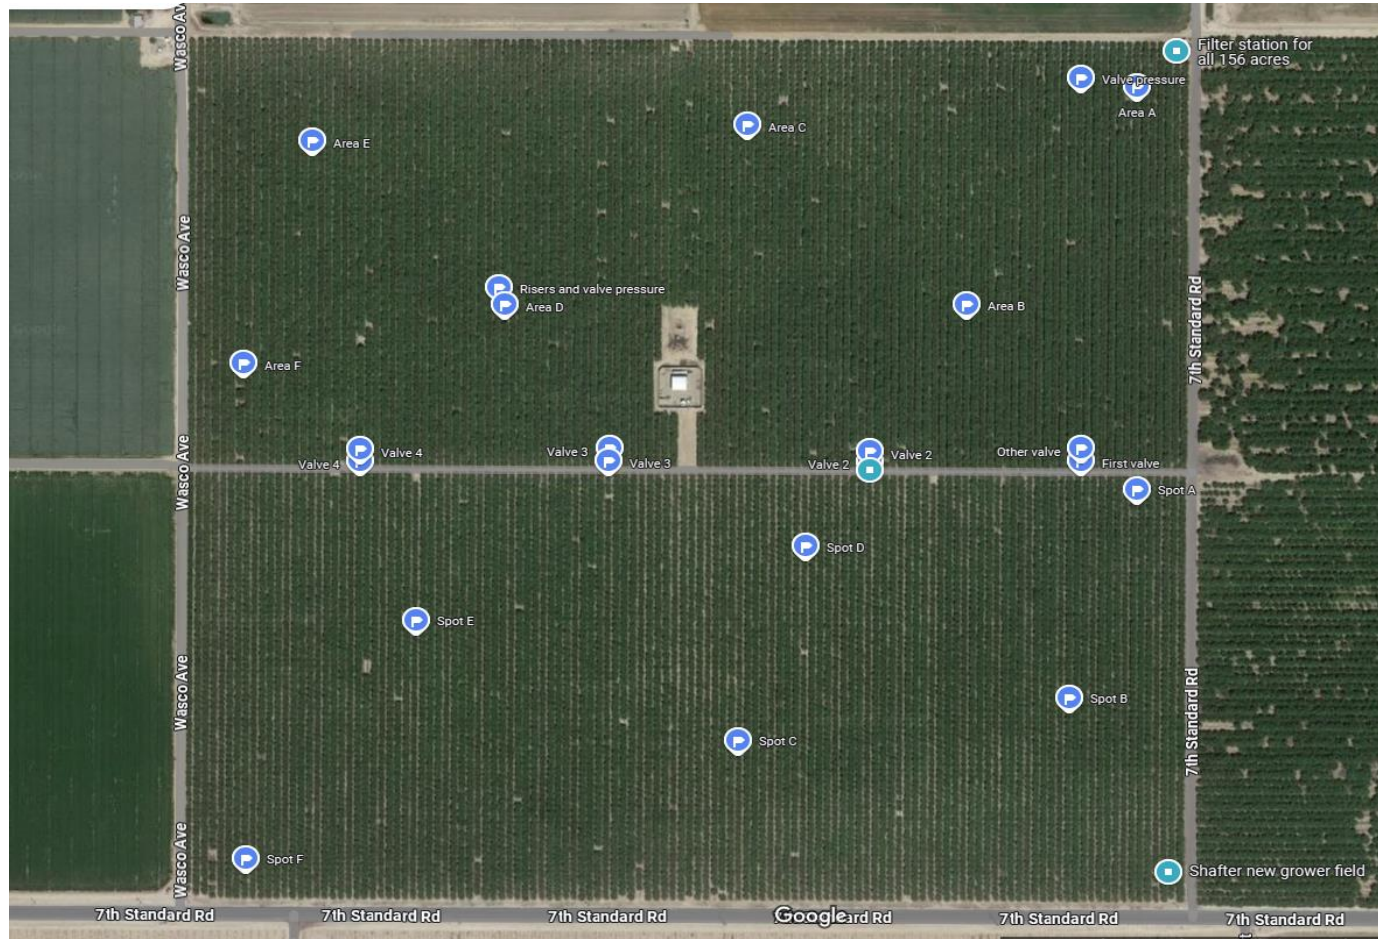 Wasco Av
Filter station for
all 156 acres
Valve pressure
Area A
Area C
Area E
Wasco Ave
7th Standard Rd
Risers and valve pressure
Area D
Area B
Area F
Wasco Ave
Valve 4
Valve 4
Valve 3
Valve 3
Valve 2
Valve 2
Other valve
First valve
Spot A
Spot D
Spot E
Wasco Ave
7th Standard Rd
Spot B
Spot C
Wasco Ave
Spot F
Shafter new grower field
7th Standard Rd
7th Standard Rd
7th Standard Rd
Google
ard Rd
7th Standard Rd
7th Standard Rd